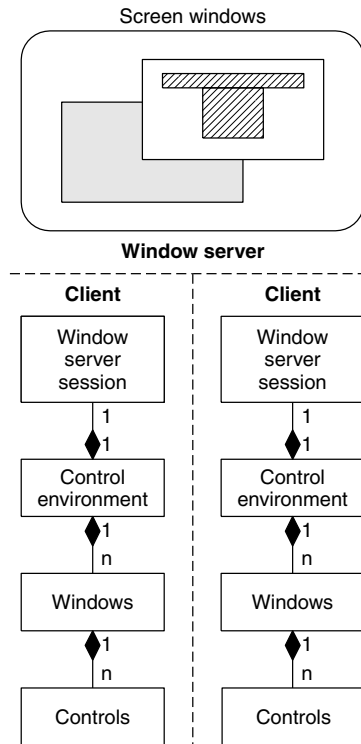 Screen windows
Window server
Client
Window
server
session
1
1
Control
environment
1
n
Windows
1
n
Controls
Client
Window
server
session
1
1
Control
environment
1
n
Windows
1
n
Controls